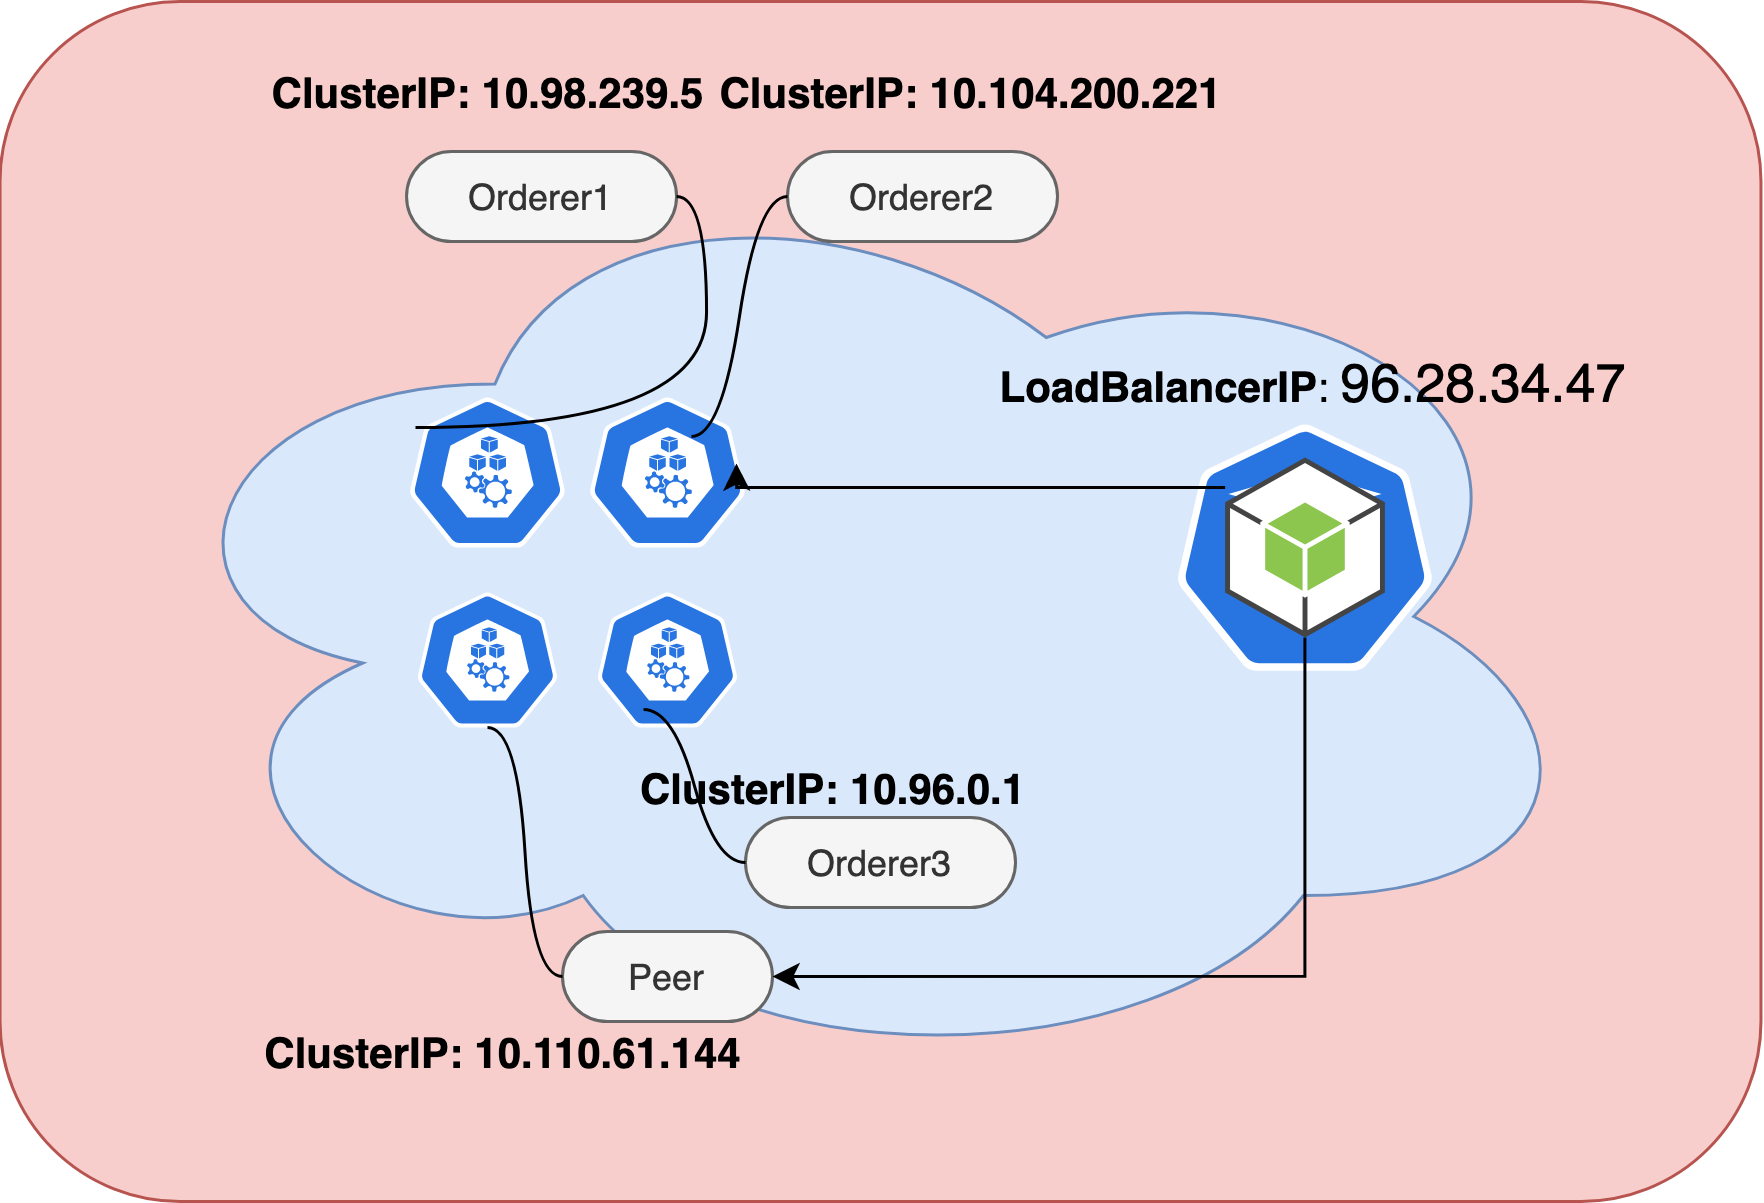 ClusterIP: 10.98.239.5 ClusterIP: 10.104.200.221
Orderer1
Orderer2
LoadBalancerIP: 96.28.34.47
ClusterIP: 10.96.0.1
Orderer3
Peer
ClusterIP: 10.110.61.144